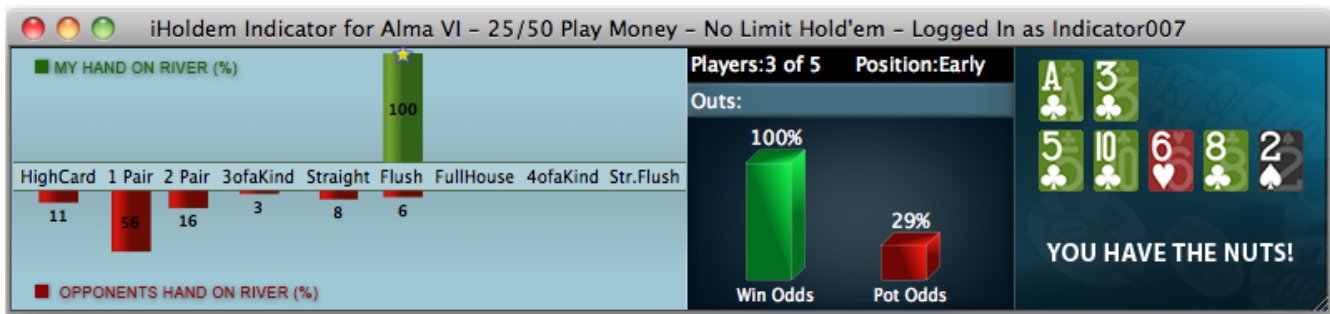 iHoldem Indicator for Alma VI - 25/50 Play Money - No Limit Hold'em - Logged In as Indicator007
MY HAND ON RIVER (%)
100
HighCard 1 Pair 2 Pair 3ofaKind Straight Flush FullHouse 4ofaKind Str.Flush
11 56 16 3 8 6
OPPONENTS HAND ON RIVER (%)
Players:3 of 5 Position:Early
Outs:
100%
29%
Win Odds Pot Odds
A 3
5 10 6 8 2
YOU HAVE THE NUTS!